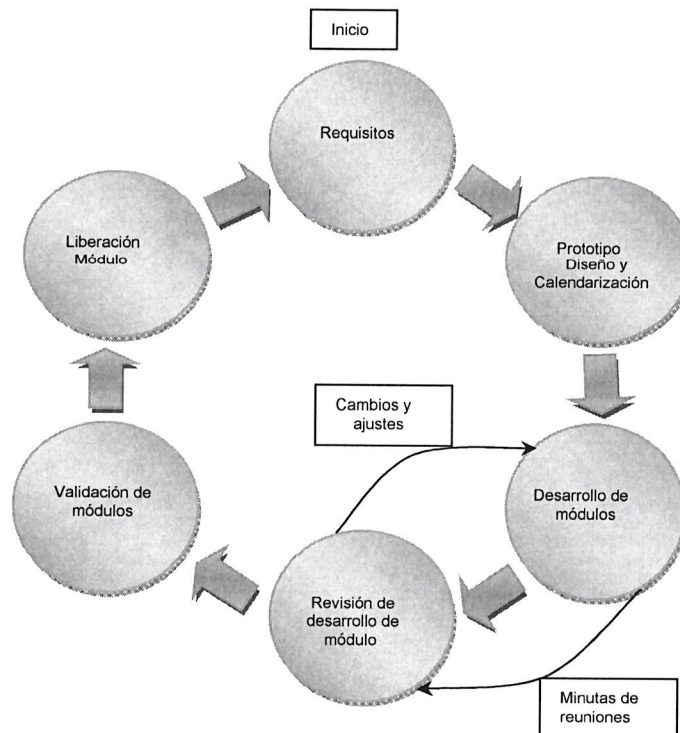 Inicio
Requisitos
Prototipo
Diseño y
Calendarización
Desarrollo de
módulos
Minutas de
reuniones
Cambios y
ajustes
Revisión de
desarrollo de
módulo
Validación de
módulos
Liberación
Módulo